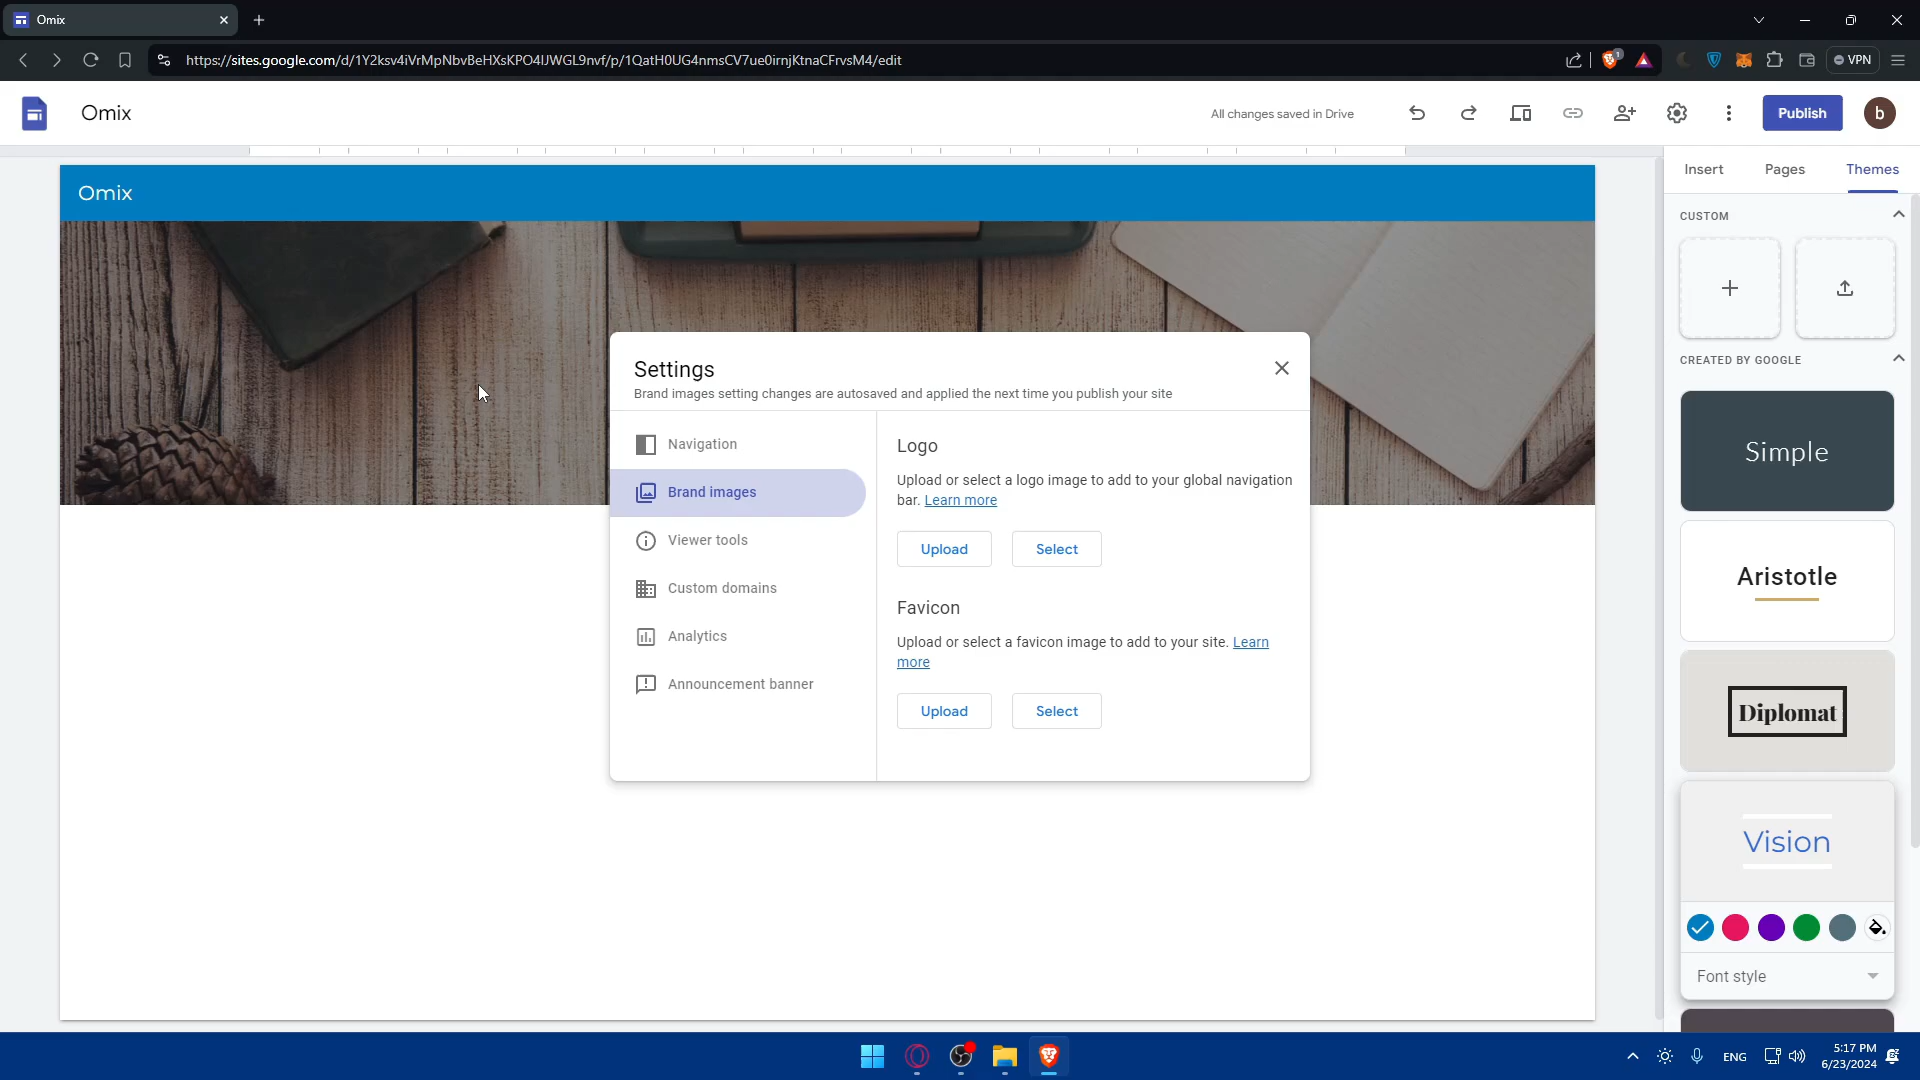 Omix
https://sites.google.com/d/1Y2ksv4iVrMpNbvBeHXsKPO4lJWGL9nvf/p/1QatH0UG4nmsCV7ue0irnjKtnaCFrvsM4/edit
1
VPN
Omix
All changes saved in Drive
Publish
b
Insert
Pages
Themes
Omix
CUSTOM
CREATED BY GOOGLE
Simple
Aristotle
Diplomat
Vision
Font style
Settings
Brand images setting changes are autosaved and applied the next time you publish your site
Navigation
Brand images
Viewer tools
Custom domains
Analytics
Announcement banner
Logo
Upload or select a logo image to add to your global navigation
bar. Learn more
Upload
Select
Favicon
Upload or select a favicon image to add to your site. Learn
more
Upload
Select
ENG
5:17 PM
6/23/2024